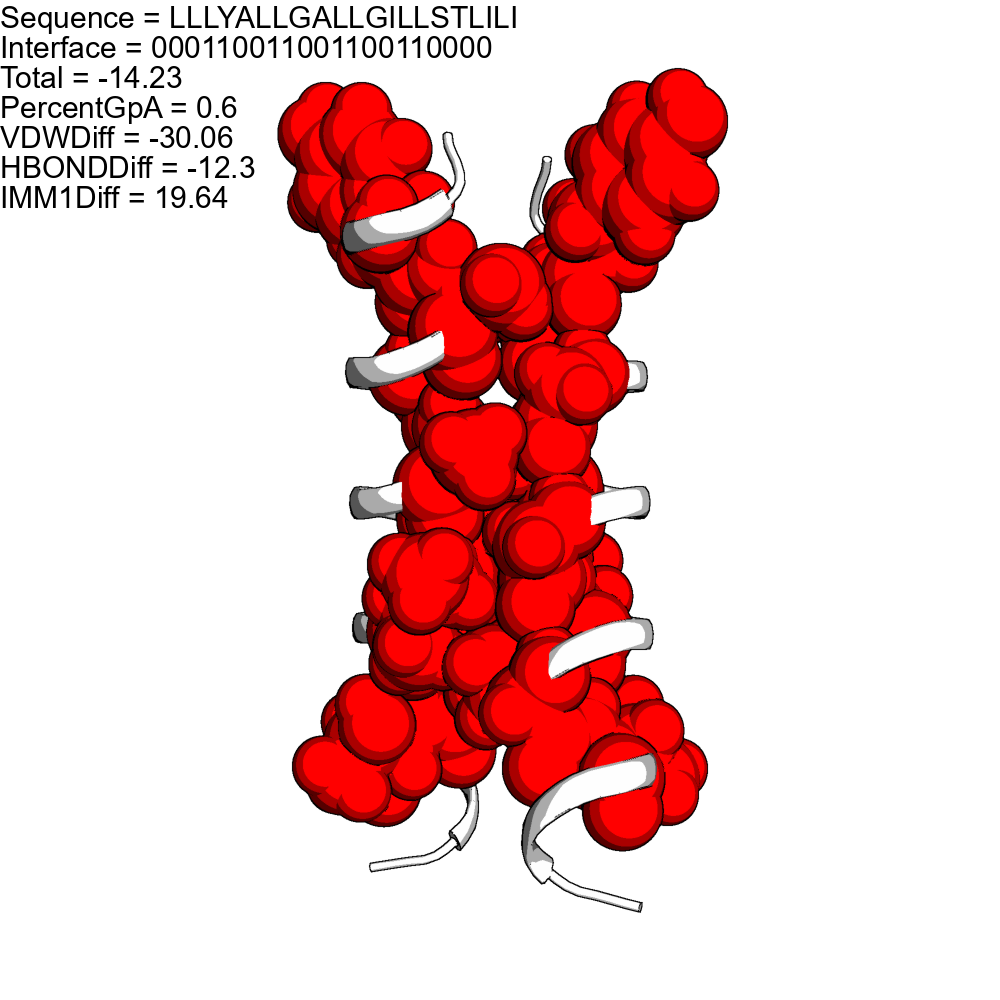 Sequence = LLLYALLGALLGILLSTLILI
Interface = 000110011001100110000
Total = -14.23
PercentGpA = 0.6
VDWDiff = -30.06
HBONDDiff = -12.3
IMM1Diff = 19.64